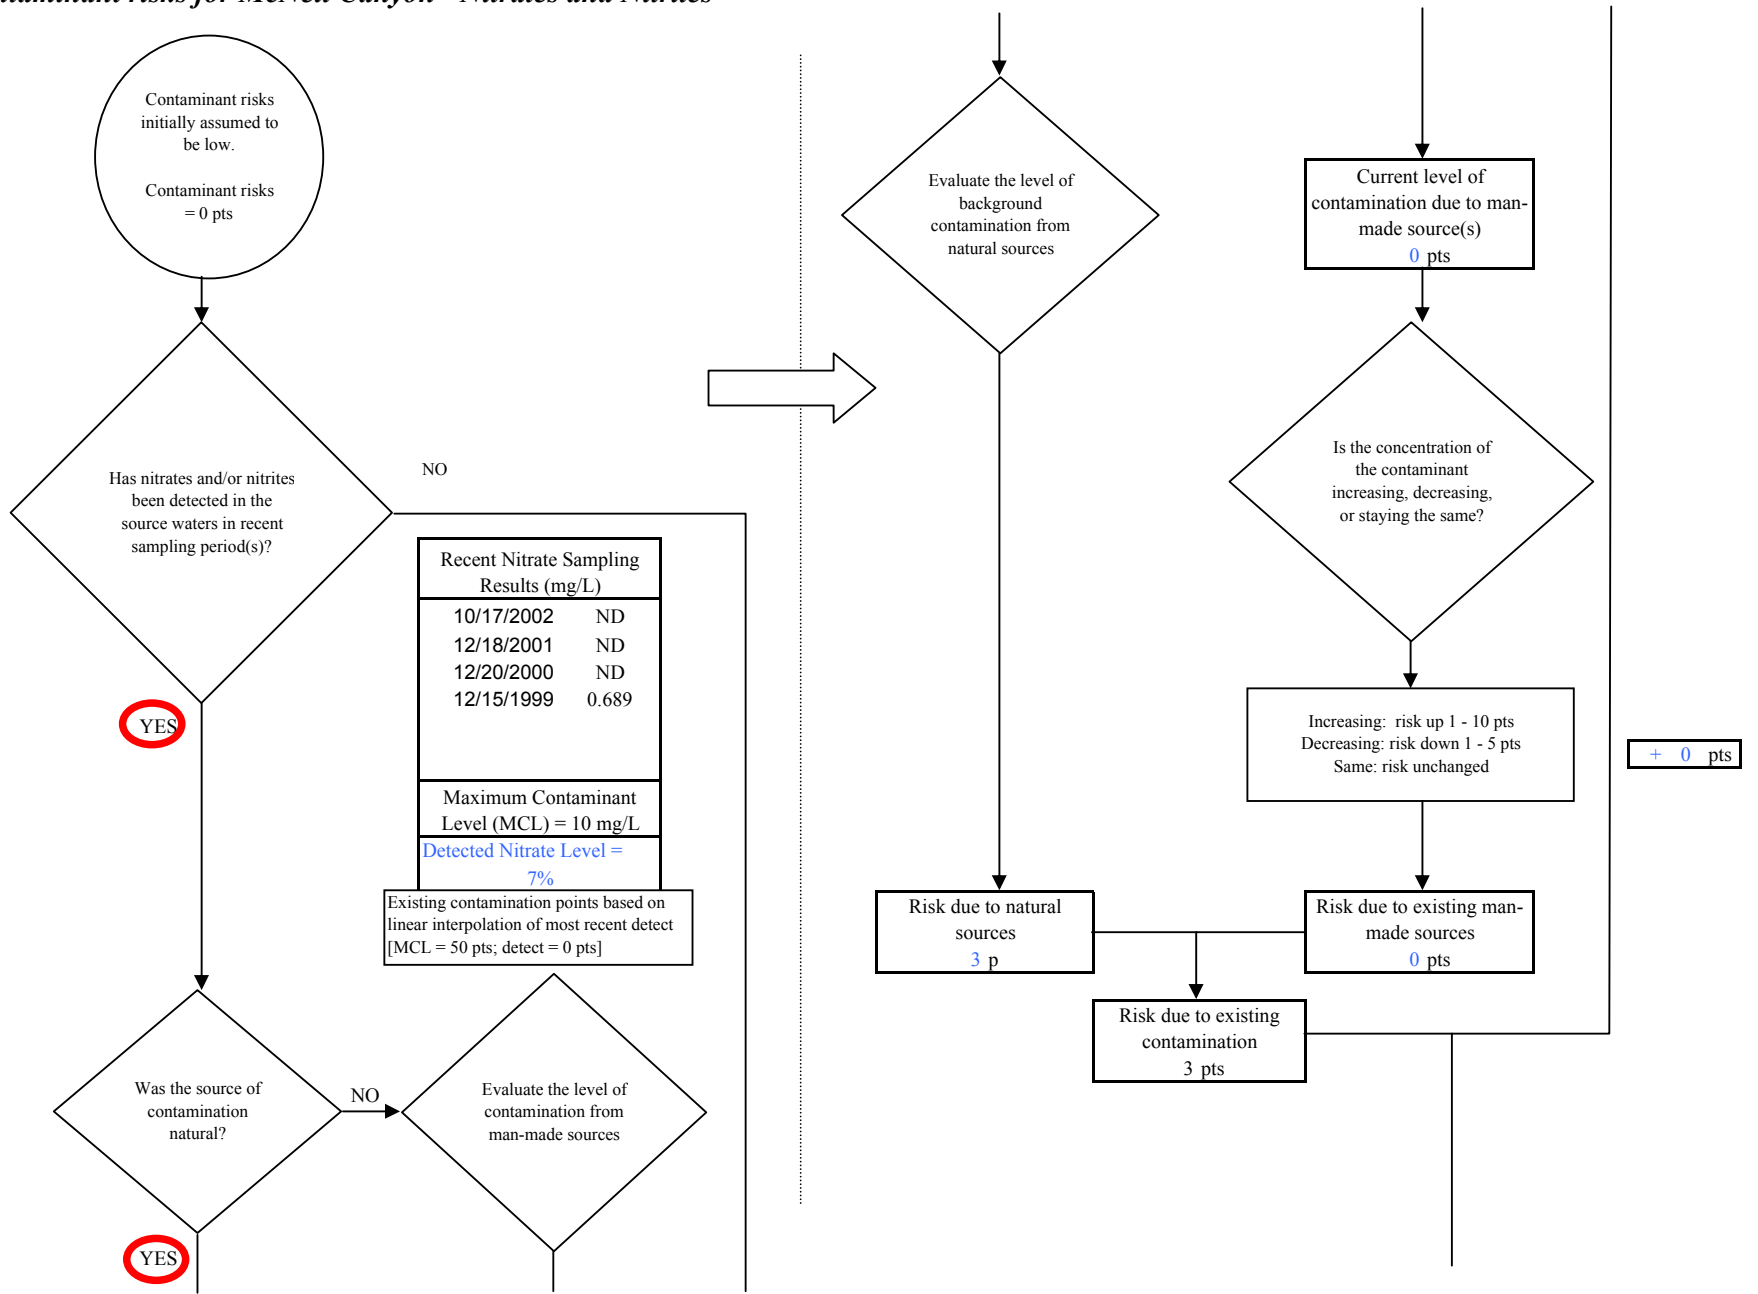 Contaminant risks
initially assumed to
be low.
Contaminant risks
= 0 pts
Has nitrates and/or nitrites
been detected in the
source waters in recent
sampling period(s)?
NO
YES
Recent Nitrate Sampling
Results (mg/L)
10/17/2002 ND
12/18/2001 ND
12/20/2000 ND
12/15/1999 0.689
Maximum Contaminant
Level (MCL) = 10 mg/L
Detected Nitrate Level =
7%
Existing contamination points based on
linear interpolation of most recent detect
[MCL = 50 pts; detect = 0 pts]
Was the source of
contamination
natural?
NO
YES
Evaluate the level of
contamination from
man-made sources
Evaluate the level of
background
contamination from
natural sources
Current level of
contamination due to man-
made source(s)
0 pts
Is the concentration of
the contaminant
increasing, decreasing,
or staying the same?
Increasing: risk up 1 - 10 pts
Decreasing: risk down 1 - 5 pts
Same: risk unchanged
+ 0 pts
Risk due to natural
sources
3 p
Risk due to existing man-
made sources
0 pts
Risk due to existing
contamination
3 pts